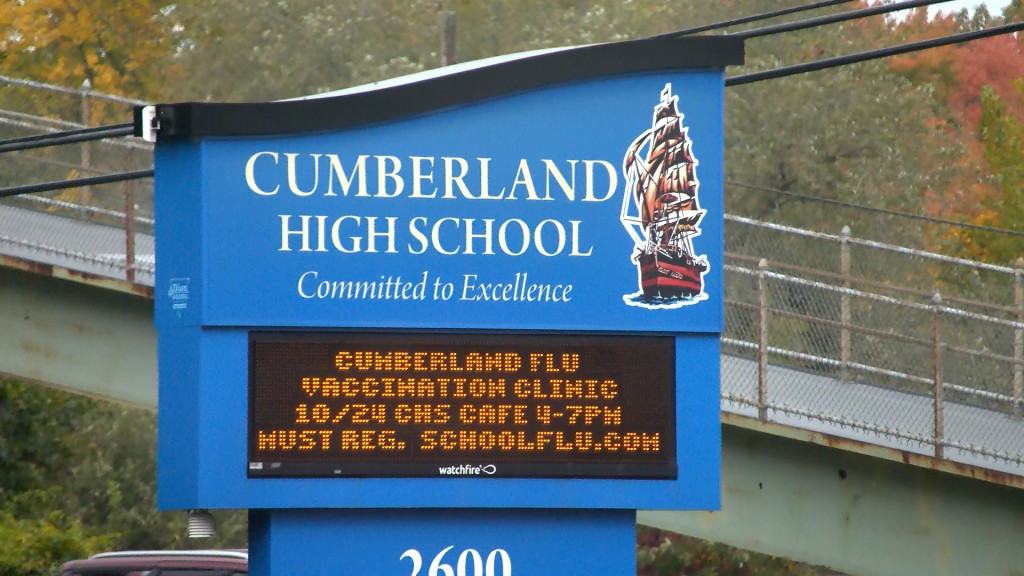 CUMBERLAND
HIGH SCHOOL
Committed to Excellence
CUMBERLAND FLU
VACCINATION CLINIC
10/24 CHS CAFE 4-7PM
MUST REG. SCHOOLFLU.COM
watchfire
2600